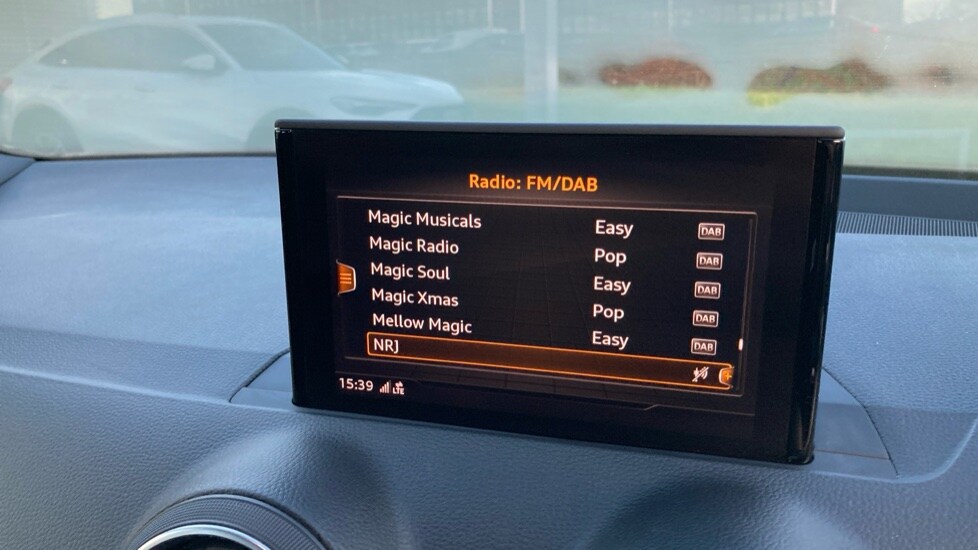 Radio: FM/DAB
Magic Musicals Easy DAB
Magic Radio Pop DAB
Magic Soul Easy DAB
Magic Xmas Pop DAB
Mellow Magic Easy DAB
NRJ
15:39 LTE